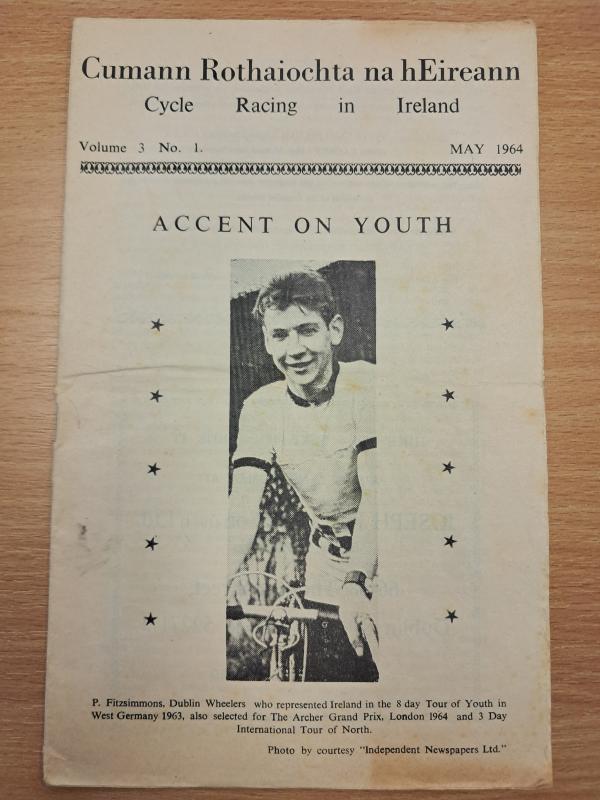 Cumann Rothaiochta na hEireann
Cycle Racing in Ireland
Volume 3 No. 1. MAY 1964
ACCENT ON YOUTH
P. Fitzsimmons, Dublin Wheelers who represented Ireland in the 8 day Tour of Youth in
West Germany 1963, also selected for The Archer Grand Prix, London 1964 and 3 Day
International Tour of North.
Photo by courtesy "Independent Newspapers Ltd."